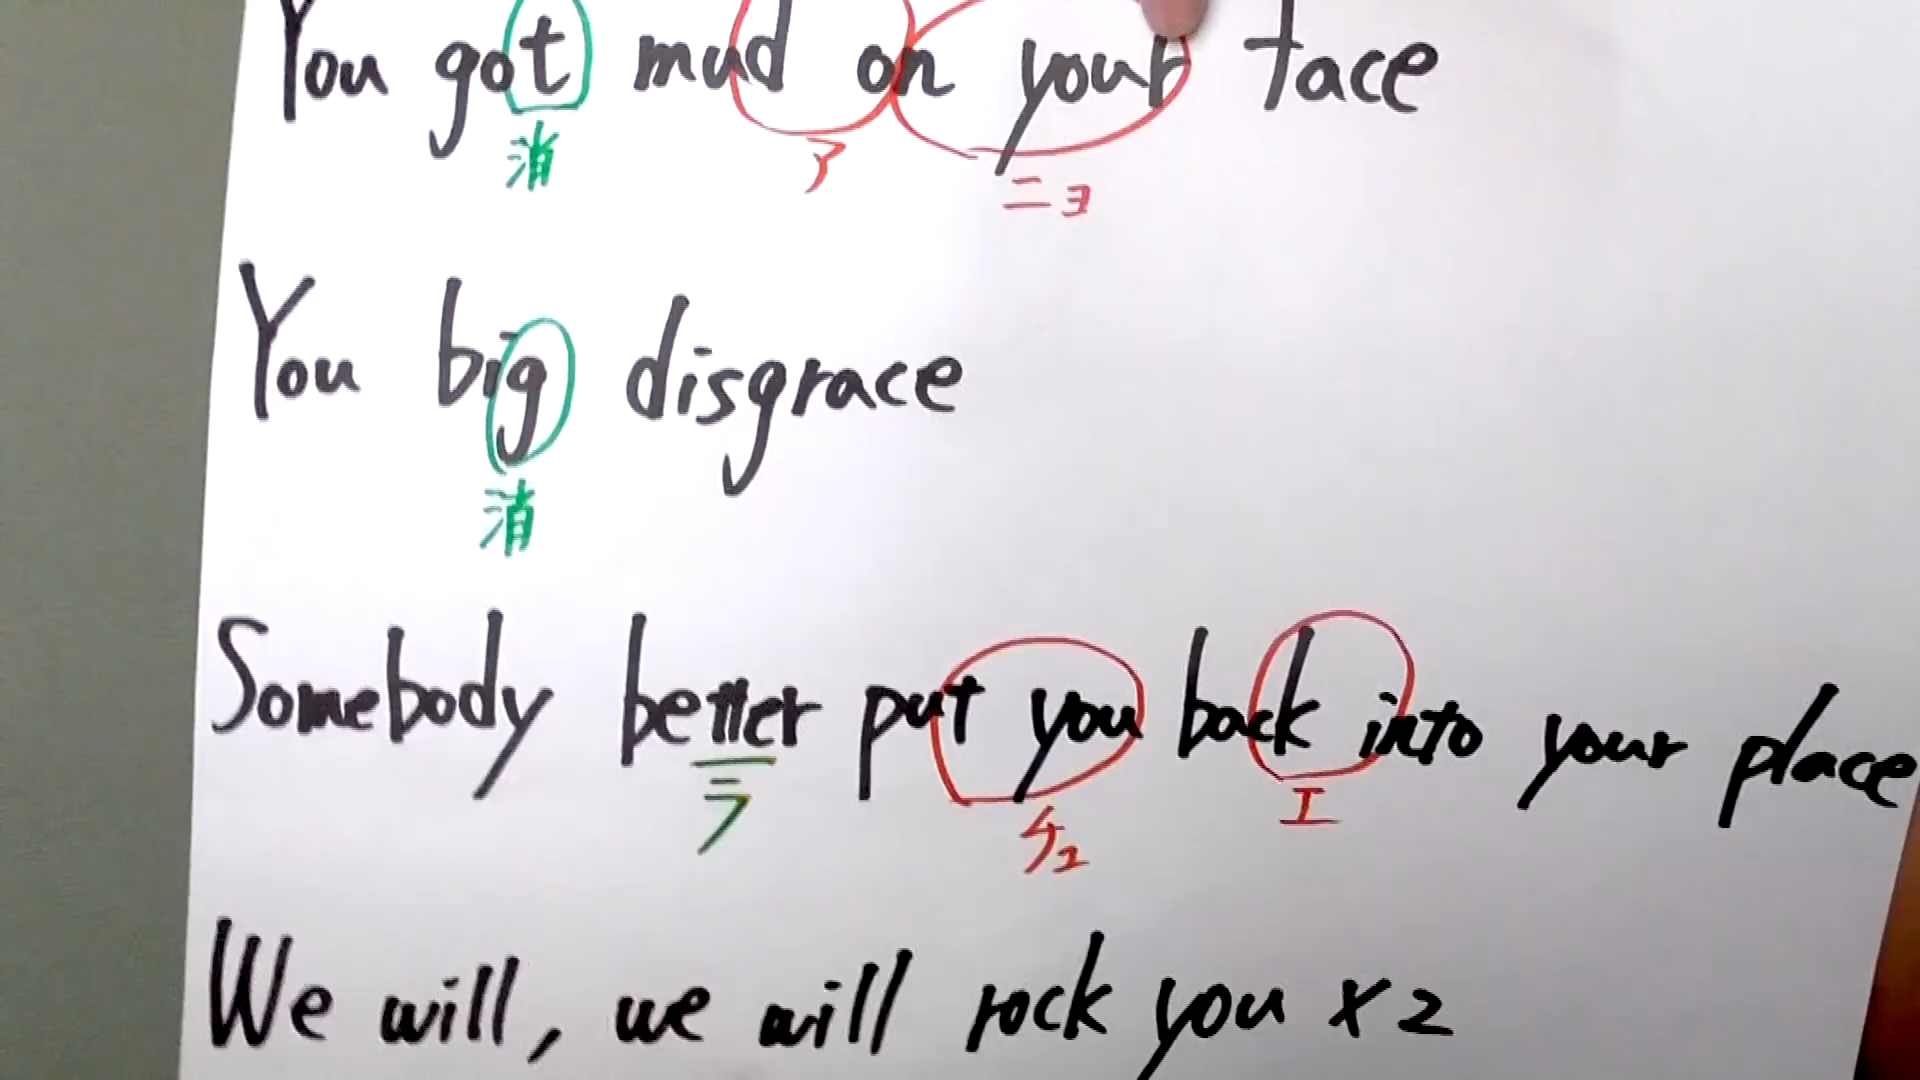 You got mud on your face
消 ア ニョ
You big disgrace
消
Somebody better put you back into your place
ラ チュ エ
We will, we will rock you x2